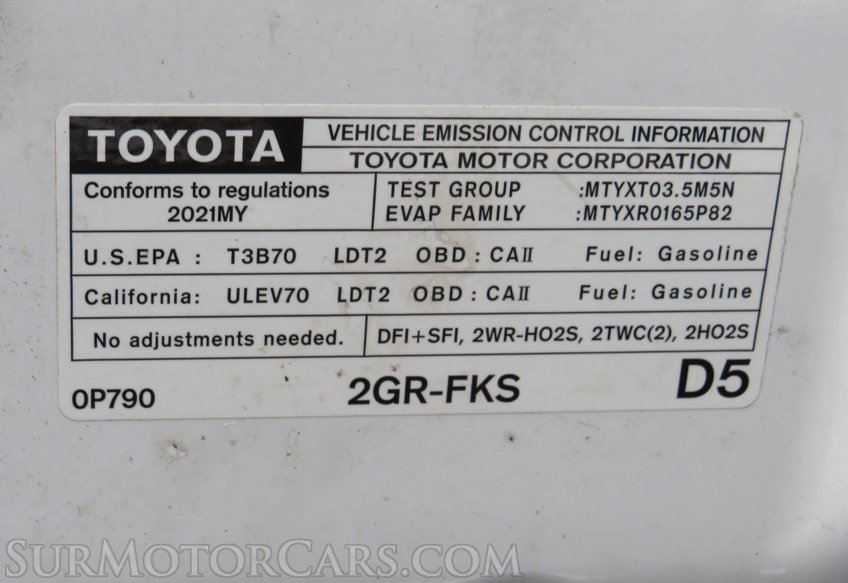 TOYOTA
VEHICLE EMISSION CONTROL INFORMATION
TOYOTA MOTOR CORPORATION
Conforms to regulations
2021MY
TEST GROUP :MTYXT03.5M5N
EVAP FAMILY :MTYXR0165P82
U.S.EPA : T3B70 LDT2 OBD : CAⅡ Fuel: Gasoline
California: ULEV70 LDT2 OBD : CAⅡ Fuel: Gasoline
No adjustments needed.
DFI+SFI, 2WR-HO2S, 2TWC(2), 2HO2S
0P790 2GR-FKS D5
SurMotorCars.com